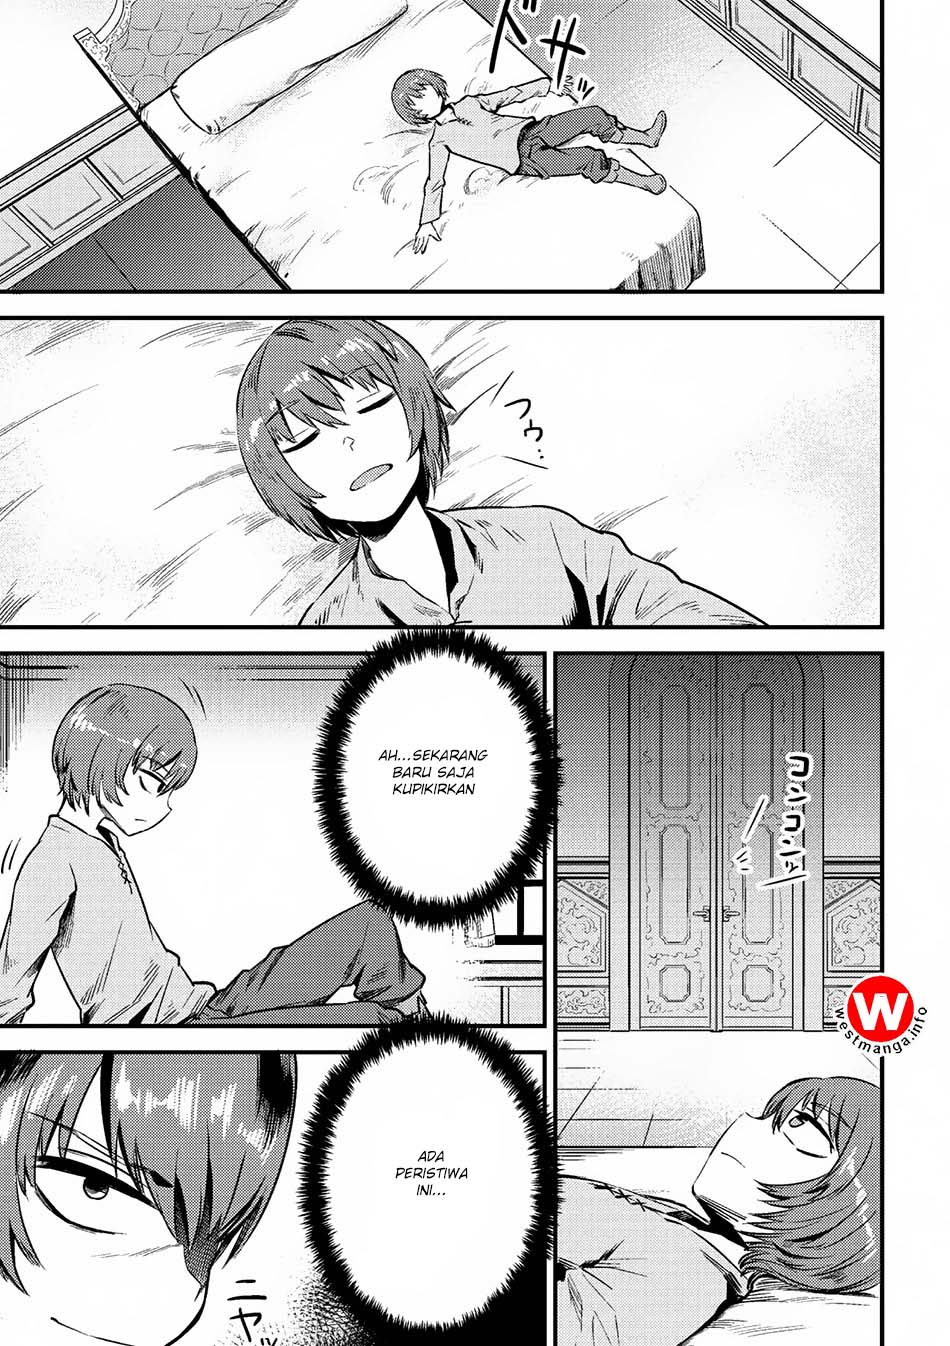 ドサッ
フゥ…
コンコンッ
AH...SEKARANG
BARU SAJA
KUPIKIRKAN
W
westmanga.info
ADA
PERISTIWA
INI...
ニヤッ